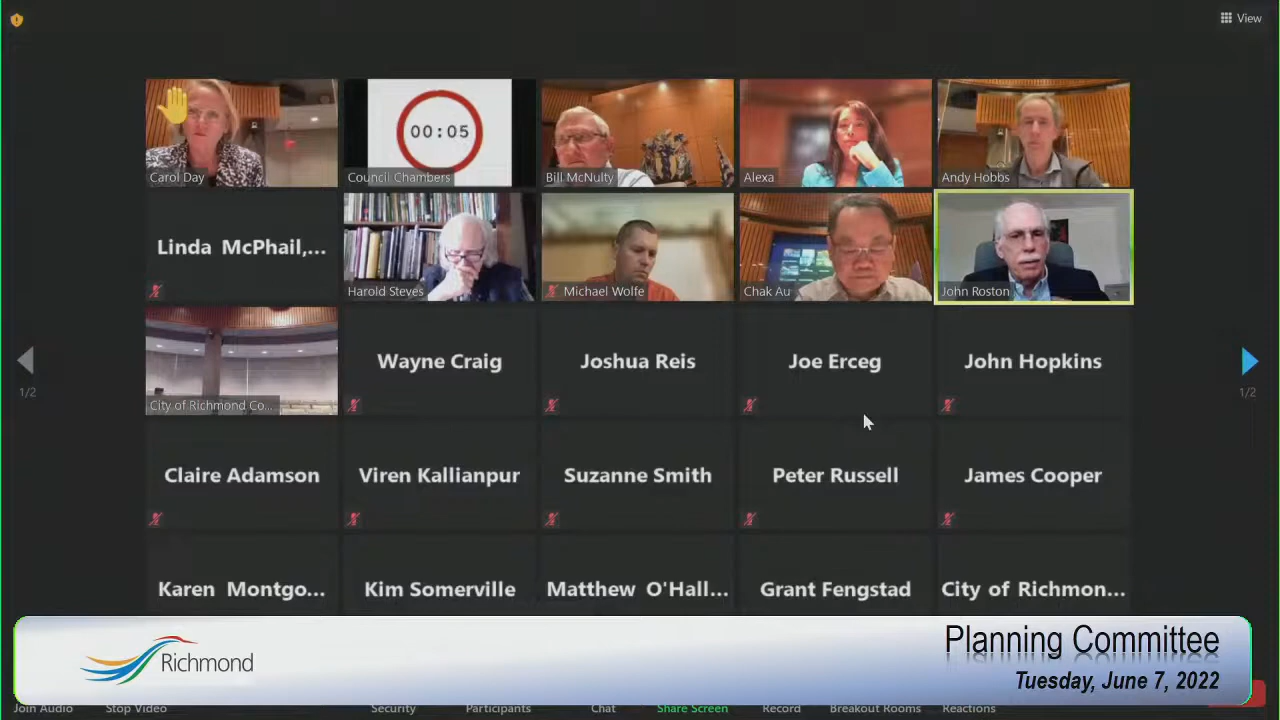 View
00:05
Carol Day
Council Chambers
Bill McNulty
Alexa
Andy Hobbs
Linda McPhail,...
Harold Steves
Michael Wolfe
Chak Au
John Roston
City of Richmond Co...
Wayne Craig
Joshua Reis
Joe Erceg
John Hopkins
1/2
1/2
Claire Adamson
Viren Kallianpur
Suzanne Smith
Peter Russell
James Cooper
Karen Montgo...
Kim Somerville
Matthew O'Hall...
Grant Fengstad
City of Richmon...
Richmond
Planning Committee
Tuesday, June 7, 2022
Join Audio
Stop Video
Security
Participants
Chat
Share Screen
Record
Breakout Rooms
Reactions